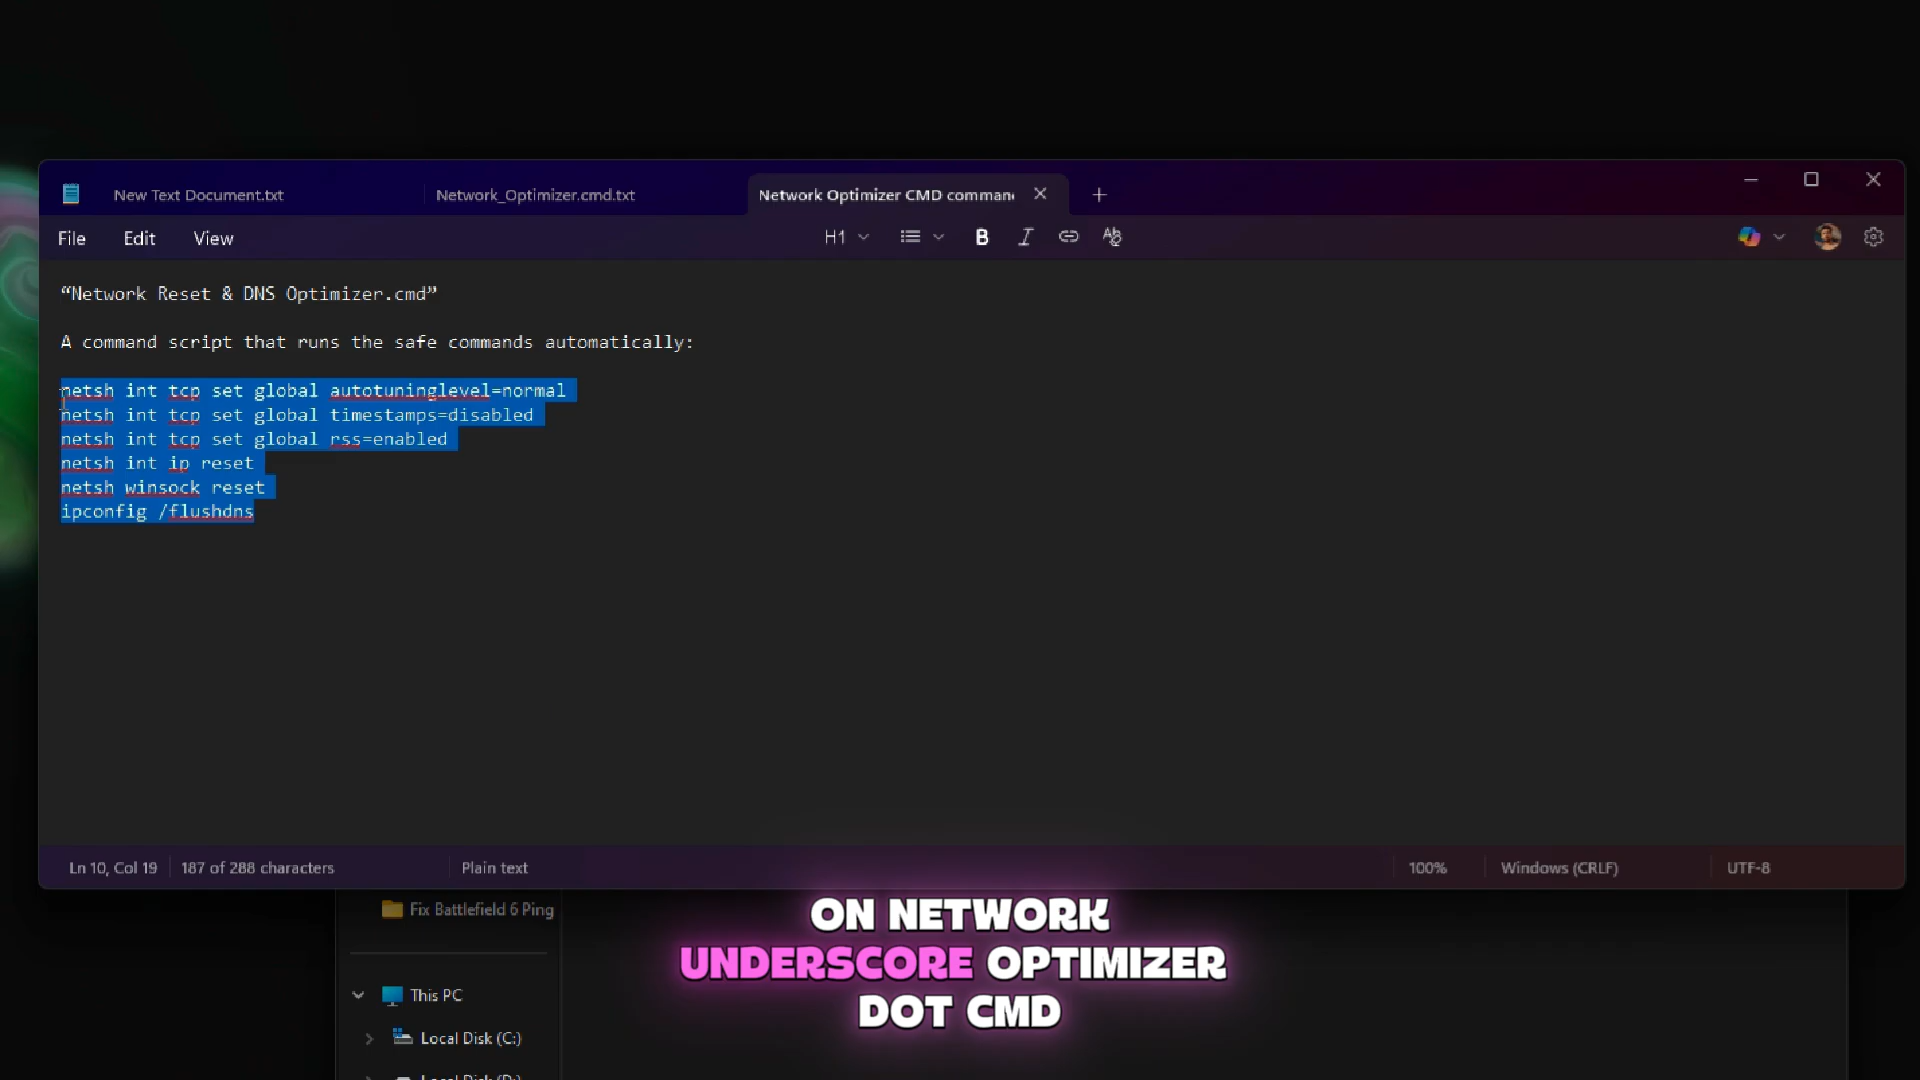 New Text Document.txt
Network_Optimizer.cmd.txt
Network Optimizer CMD comman
File Edit View
H1
“Network Reset & DNS Optimizer.cmd”
A command script that runs the safe commands automatically:
netsh int tcp set global autotuninglevel=normal
netsh int tcp set global timestamps=disabled
netsh int tcp set global rss=enabled
netsh int ip reset
netsh winsock reset
ipconfig /flushdns
Ln 10, Col 19 187 of 288 characters Plain text 100% Windows (CRLF) UTF-8
Fix Battlefield 6 Ping
This PC
Local Disk (C:)
ON NETWORK
UNDERSCORE OPTIMIZER
DOT CMD